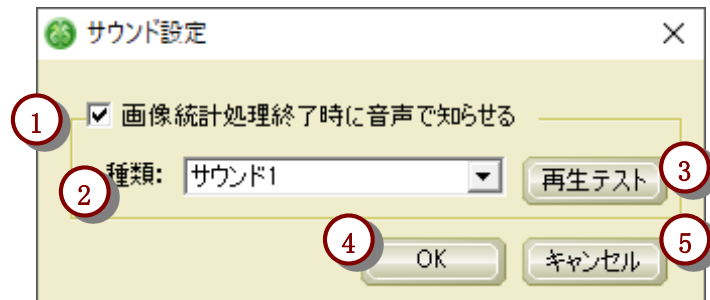 サウンド設定
1
画像統計処理終了時に音声で知らせる
2 種類: サウンド1 再生テスト 3
4 OK キャンセル 5